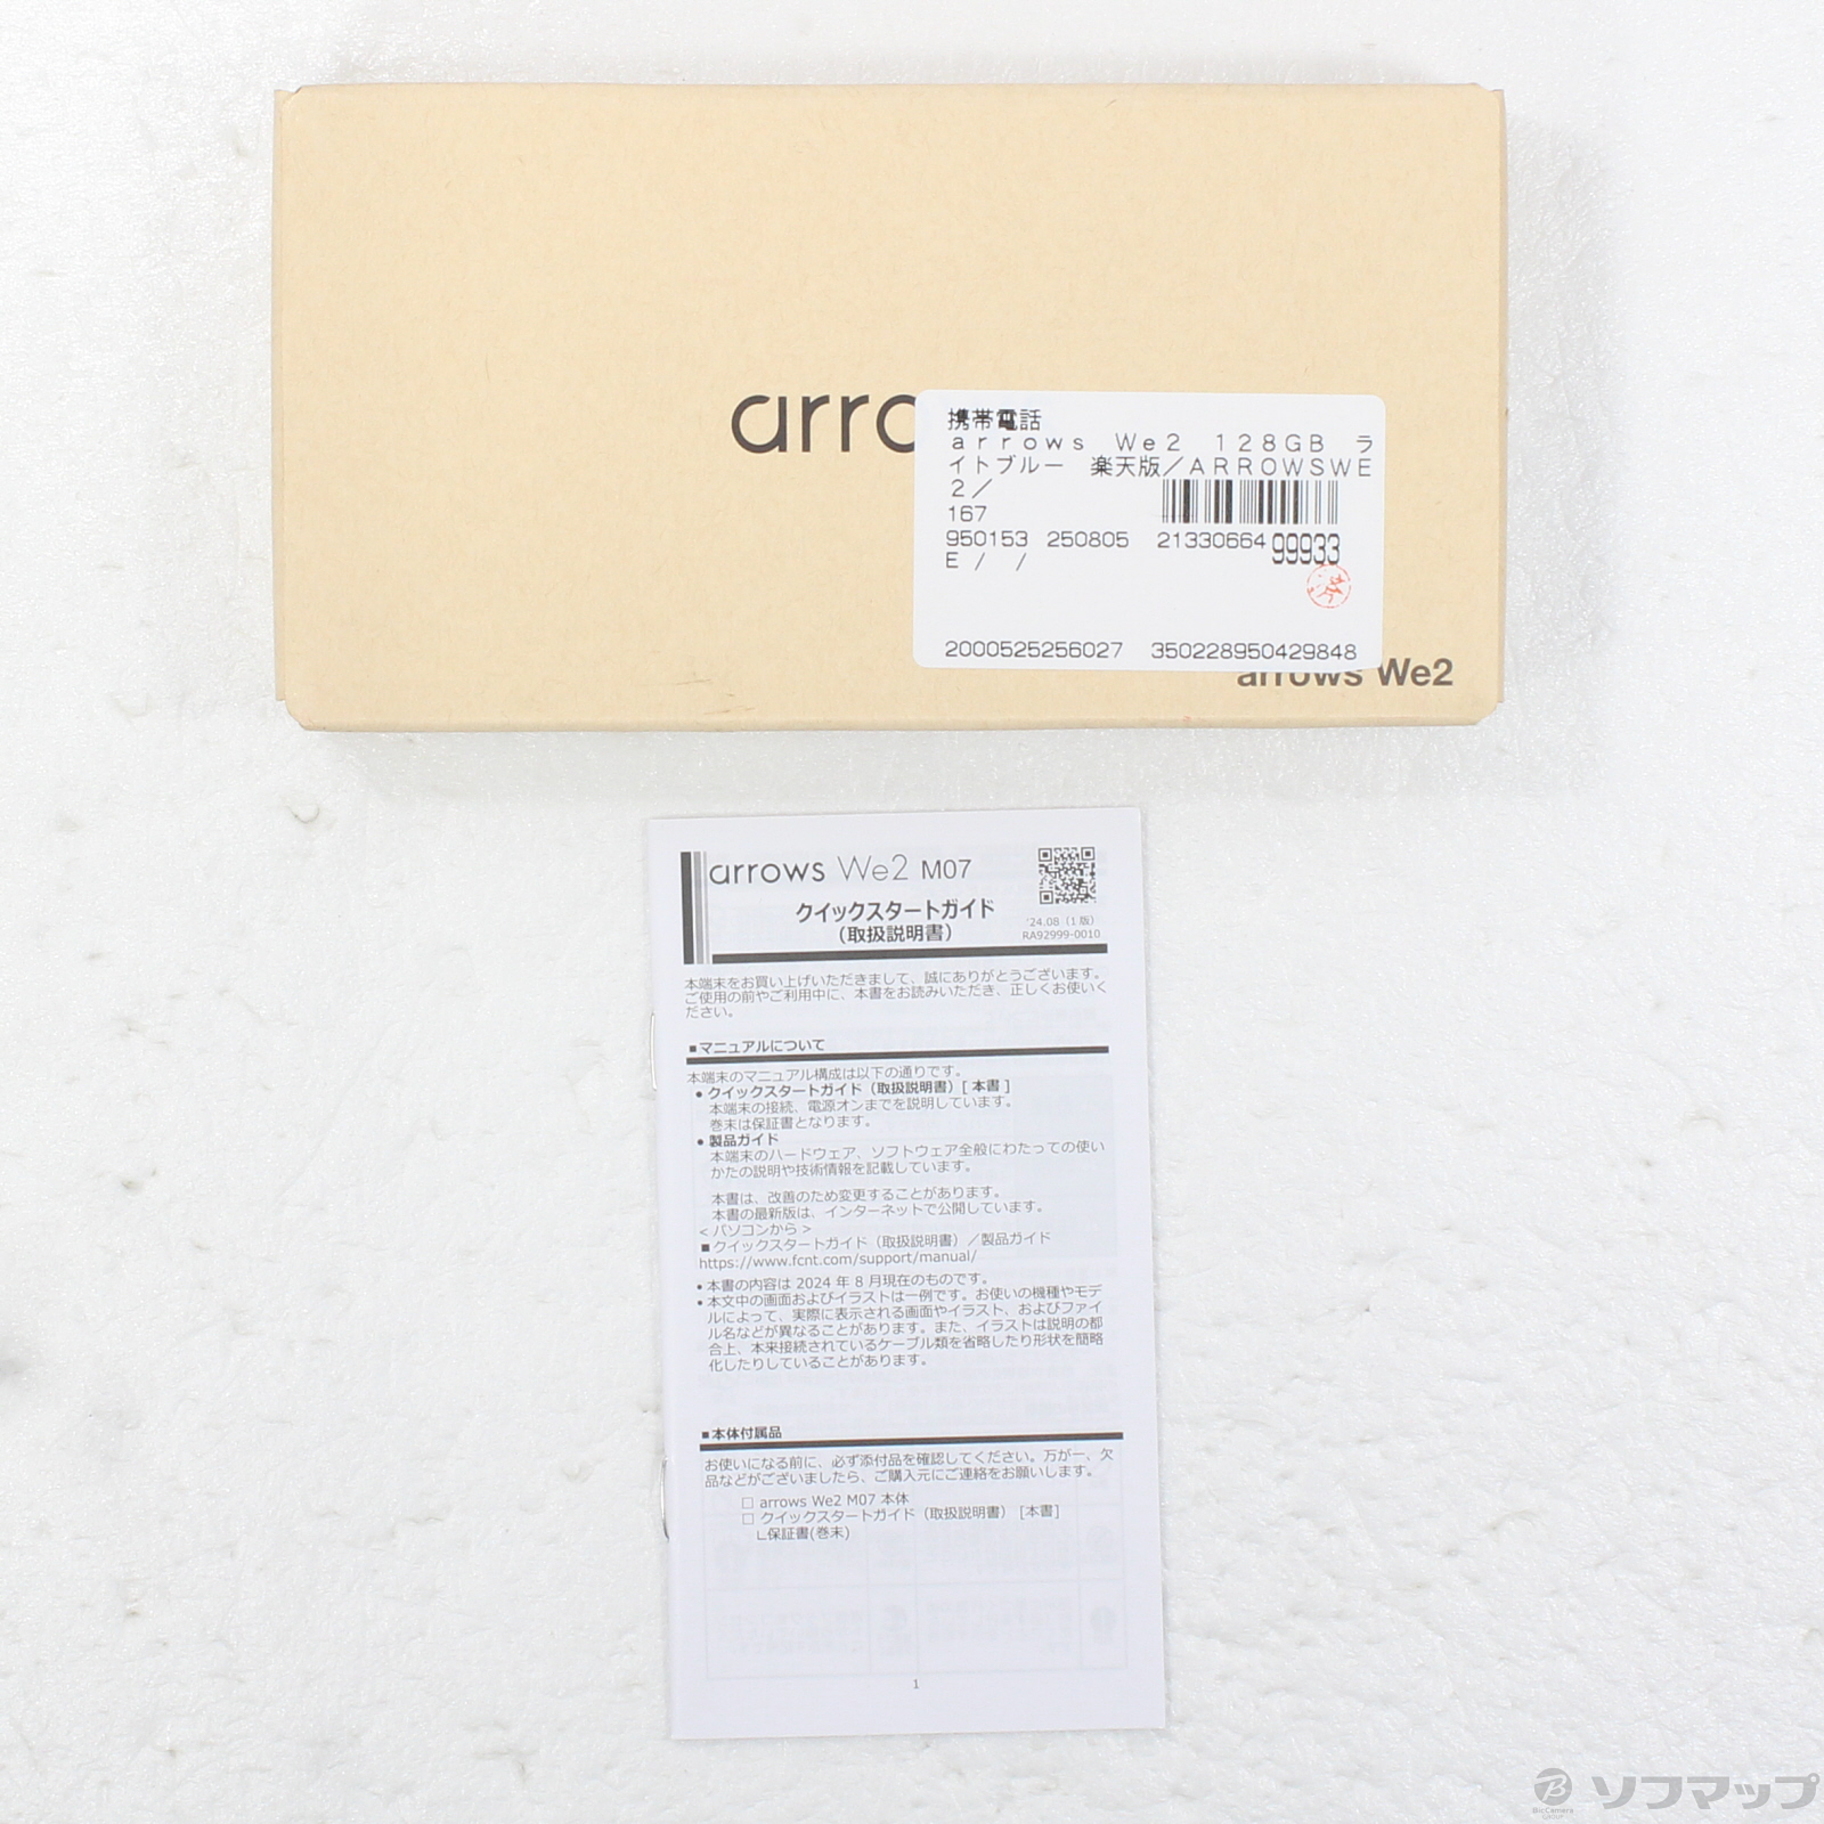 arro
携帯電話
arrows We2 128GB ラ
イトブルー 楽天版／ARROWSWE
2／
167
950153 250805 21330664 99933
E / /
2000525256027 350228950429848
arrows We2
arrows We2 M07
クイックスタートガイド
（取扱説明書）
'24.08（1版）
RA92999-0010
本端末をお買い上げいただきまして、誠にありがとうございます。
ご使用の前やご利用中に、本書をお読みいただき、正しくお使いく
ださい。
■マニュアルについて
本端末のマニュアル構成は以下の通りです。
● クイックスタートガイド（取扱説明書）[ 本書 ]
本端末の接続、電源オンまでを説明しています。
巻末は保証書となります。
● 製品ガイド
本端末のハードウェア、ソフトウェア全般にわたっての使い
かたの説明や技術情報を記載しています。
本書は、改善のため変更することがあります。
本書の最新版は、インターネットで公開しています。
< パソコンから >
■クイックスタートガイド（取扱説明書）／製品ガイド
https://www.fcnt.com/support/manual/
• 本書の内容は 2024 年 8 月現在のものです。
• 本文中の画面およびイラストは一例です。お使いの機種やモデ
ルによって、実際に表示される画面やイラスト、およびファイ
ル名などが異なることがあります。また、イラストは説明の都
合上、本来接続されているケーブル類を省略したり形状を簡略
化したりしていることがあります。
■本体付属品
お使いになる前に、必ず添付品を確認してください。万が一、欠
品などがございましたら、ご購入元にご連絡をお願いします。
□ arrows We2 M07 本体
□ クイックスタートガイド（取扱説明書） [本書]
∟保証書(巻末)
1
BicCamera
GROUP
ソフマップ